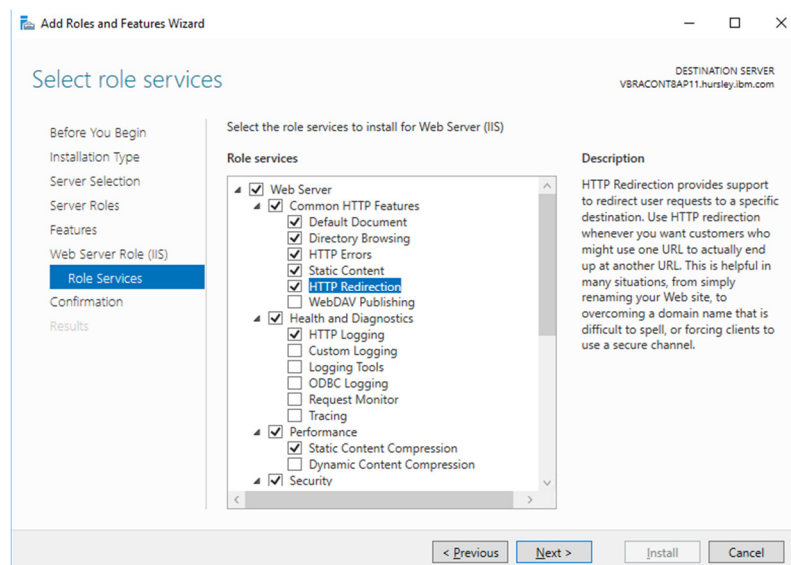 Add Roles and Features Wizard
Select role services
DESTINATION SERVER
VBRACONT8AP11.hursley.ibm.com
Before You Begin
Installation Type
Server Selection
Server Roles
Features
Web Server Role (IIS)
Role Services
Confirmation
Results
Select the role services to install for Web Server (IIS)
Role services
Web Server
Common HTTP Features
Default Document
Directory Browsing
HTTP Errors
Static Content
HTTP Redirection
WebDAV Publishing
Health and Diagnostics
HTTP Logging
Custom Logging
Logging Tools
ODBC Logging
Request Monitor
Tracing
Performance
Static Content Compression
Dynamic Content Compression
Security
Description
HTTP Redirection provides support
to redirect user requests to a specific
destination. Use HTTP redirection
whenever you want customers who
might use one URL to actually end
up at another URL. This is helpful in
many situations, from simply
renaming your Web site, to
overcoming a domain name that is
difficult to spell, or forcing clients to
use a secure channel.
< Previous
Next >
Install
Cancel